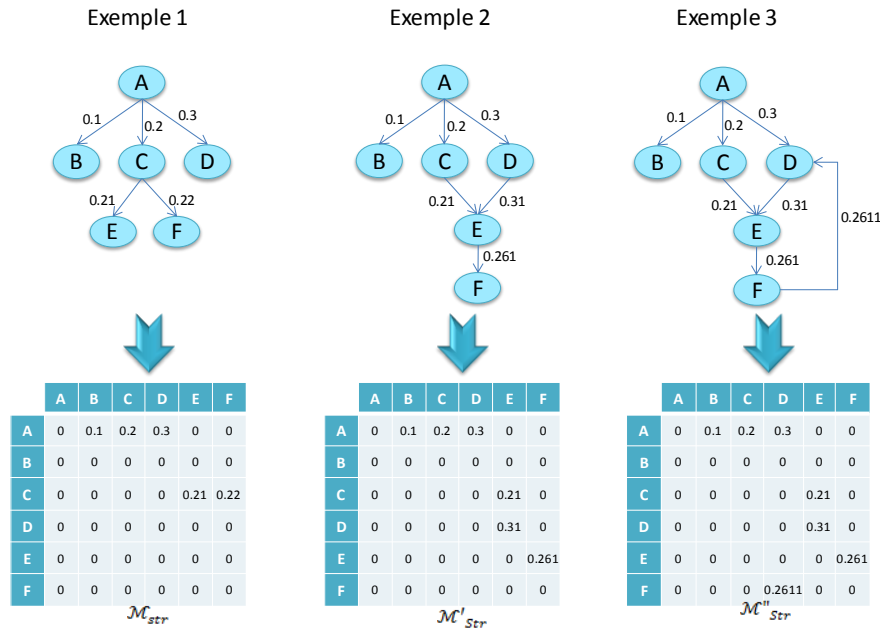 Exemple 1 Exemple 2 Exemple 3
A A A
0.1 0.2 0.3 0.1 0.2 0.3 0.1 0.2 0.3
B C D B C D B C D
0.21 0.22 0.21 0.31 0.21 0.31 0.2611
E F E E
0.261 0.261
F F
A B C D E F A B C D E F A B C D E F
A 0 0.1 0.2 0.3 0 0 A 0 0.1 0.2 0.3 0 0 A 0 0.1 0.2 0.3 0 0
B 0 0 0 0 0 0 B 0 0 0 0 0 0 B 0 0 0 0 0 0
C 0 0 0 0 0.21 0.22 C 0 0 0 0 0.21 0 C 0 0 0 0 0.21 0
D 0 0 0 0 0 0 D 0 0 0 0 0.31 0 D 0 0 0 0 0.31 0
E 0 0 0 0 0 0 E 0 0 0 0 0 0.261 E 0 0 0 0 0 0.261
F 0 0 0 0 0 0 F 0 0 0 0 0 0 F 0 0 0 0.2611 0 0
ℳstr ℳ'Str ℳ"Str